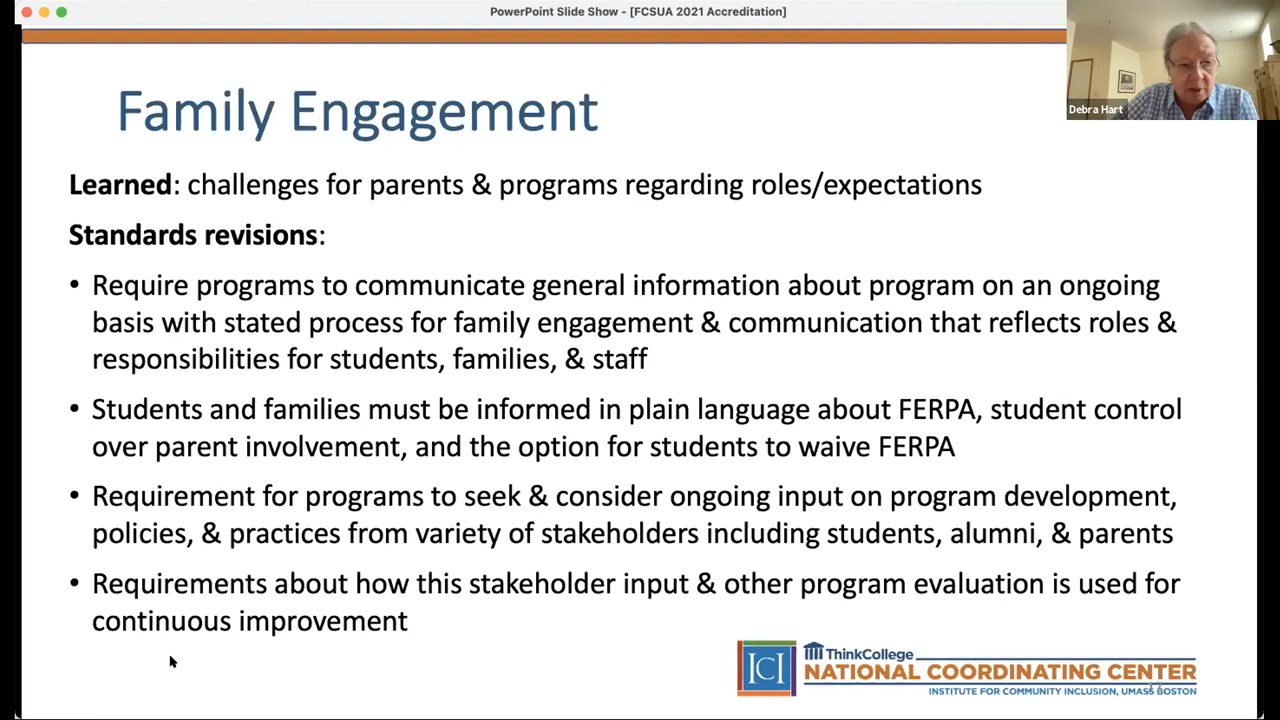 PowerPoint Slide Show - [FCSUA 2021 Accreditation]
Debra Hart
Family Engagement
Learned: challenges for parents & programs regarding roles/expectations
Standards revisions:
• Require programs to communicate general information about program on an ongoing
basis with stated process for family engagement & communication that reflects roles &
responsibilities for students, families, & staff
• Students and families must be informed in plain language about FERPA, student control
over parent involvement, and the option for students to waive FERPA
• Requirement for programs to seek & consider ongoing input on program development,
policies, & practices from variety of stakeholders including students, alumni, & parents
• Requirements about how this stakeholder input & other program evaluation is used for
continuous improvement
ICI
ThinkCollege
NATIONAL COORDINATING CENTER
INSTITUTE FOR COMMUNITY INCLUSION, UMASS BOSTON